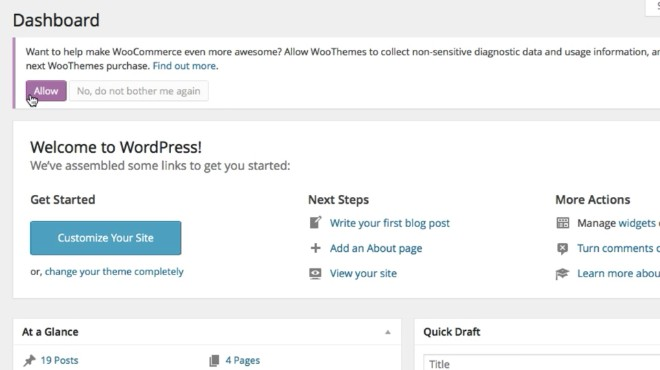 Dashboard
Want to help make WooCommerce even more awesome? Allow WooThemes to collect non-sensitive diagnostic data and usage information,
next WooThemes purchase. Find out more.
Allow No, do not bother me again
Welcome to WordPress!
We've assembled some links to get you started:
Get Started Next Steps More Actions
Customize Your Site Write your first blog post Manage widgets
Add an About page Turn comments
or, change your theme completely View your site Learn more
At a Glance Quick Draft
19 Posts 4 Pages Title